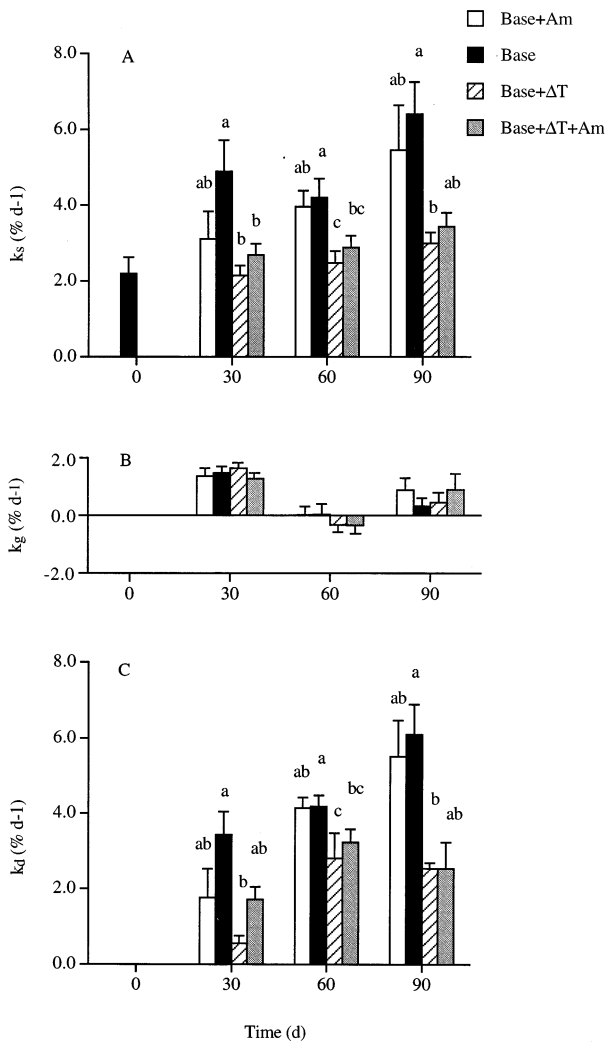 Base+Am
Base
Base+ΔT
Base+ΔT+Am
A
8.0
6.0
4.0
2.0
0.0
ks (% d-1)
ab
a
b
b
ab
a
c
bc
ab
a
b
ab
0
30
60
90
B
2.0
0.0
-2.0
kg (% d-1)
0
30
60
90
C
8.0
6.0
4.0
2.0
0.0
kd (% d-1)
ab
a
b
ab
ab
a
c
bc
ab
a
b
ab
0
30
60
90
Time (d)